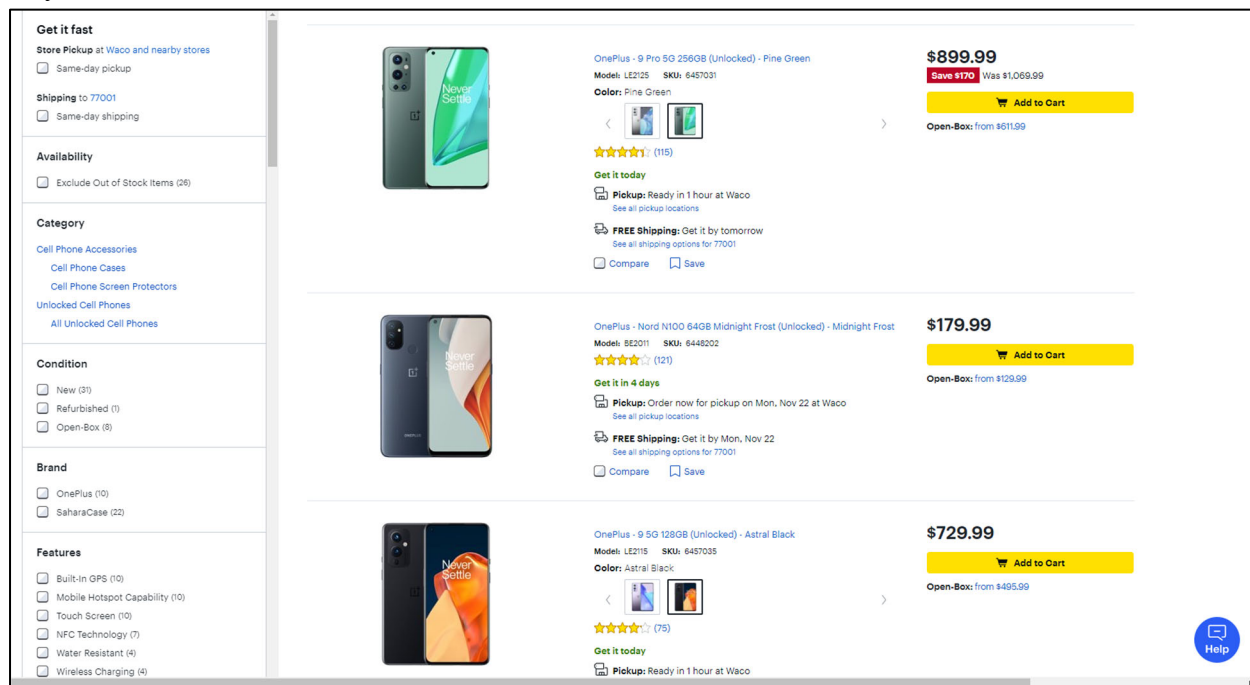 Get it fast
Store Pickup at Waco and nearby stores
Same-day pickup
Shipping to 77001
Same-day shipping
Availability
Exclude Out of Stock Items (26)
Category
Cell Phone Accessories
Cell Phone Cases
Cell Phone Screen Protectors
Unlocked Cell Phones
All Unlocked Cell Phones
Condition
New (31)
Refurbished (1)
Open-Box (8)
Brand
OnePlus (10)
SaharaCase (22)
Features
Built-In GPS (10)
Mobile Hotspot Capability (10)
Touch Screen (10)
NFC Technology (7)
Water Resistant (4)
Wireless Charging (4)
Never
Settle
OnePlus - 9 Pro 5G 256GB (Unlocked) - Pine Green
Model: LE2125 SKU: 6457031
Color: Pine Green
(115)
Get it today
Pickup: Ready in 1 hour at Waco
See all pickup locations
FREE Shipping: Get it by tomorrow
See all shipping options for 77001
Compare Save
$899.99
Save $170 Was $1,069.99
Add to Cart
Open-Box: from $611.99
Never
Settle
OnePlus - Nord N100 64GB Midnight Frost (Unlocked) - Midnight Frost
Model: BE2011 SKU: 6448202
(121)
Get it in 4 days
Pickup: Order now for pickup on Mon, Nov 22 at Waco
See all pickup locations
FREE Shipping: Get it by Mon, Nov 22
See all shipping options for 77001
Compare Save
$179.99
Add to Cart
Open-Box: from $129.99
Never
Settle
OnePlus - 9 5G 128GB (Unlocked) - Astral Black
Model: LE2115 SKU: 6457035
Color: Astral Black
(75)
Get it today
Pickup: Ready in 1 hour at Waco
$729.99
Add to Cart
Open-Box: from $495.99
Help